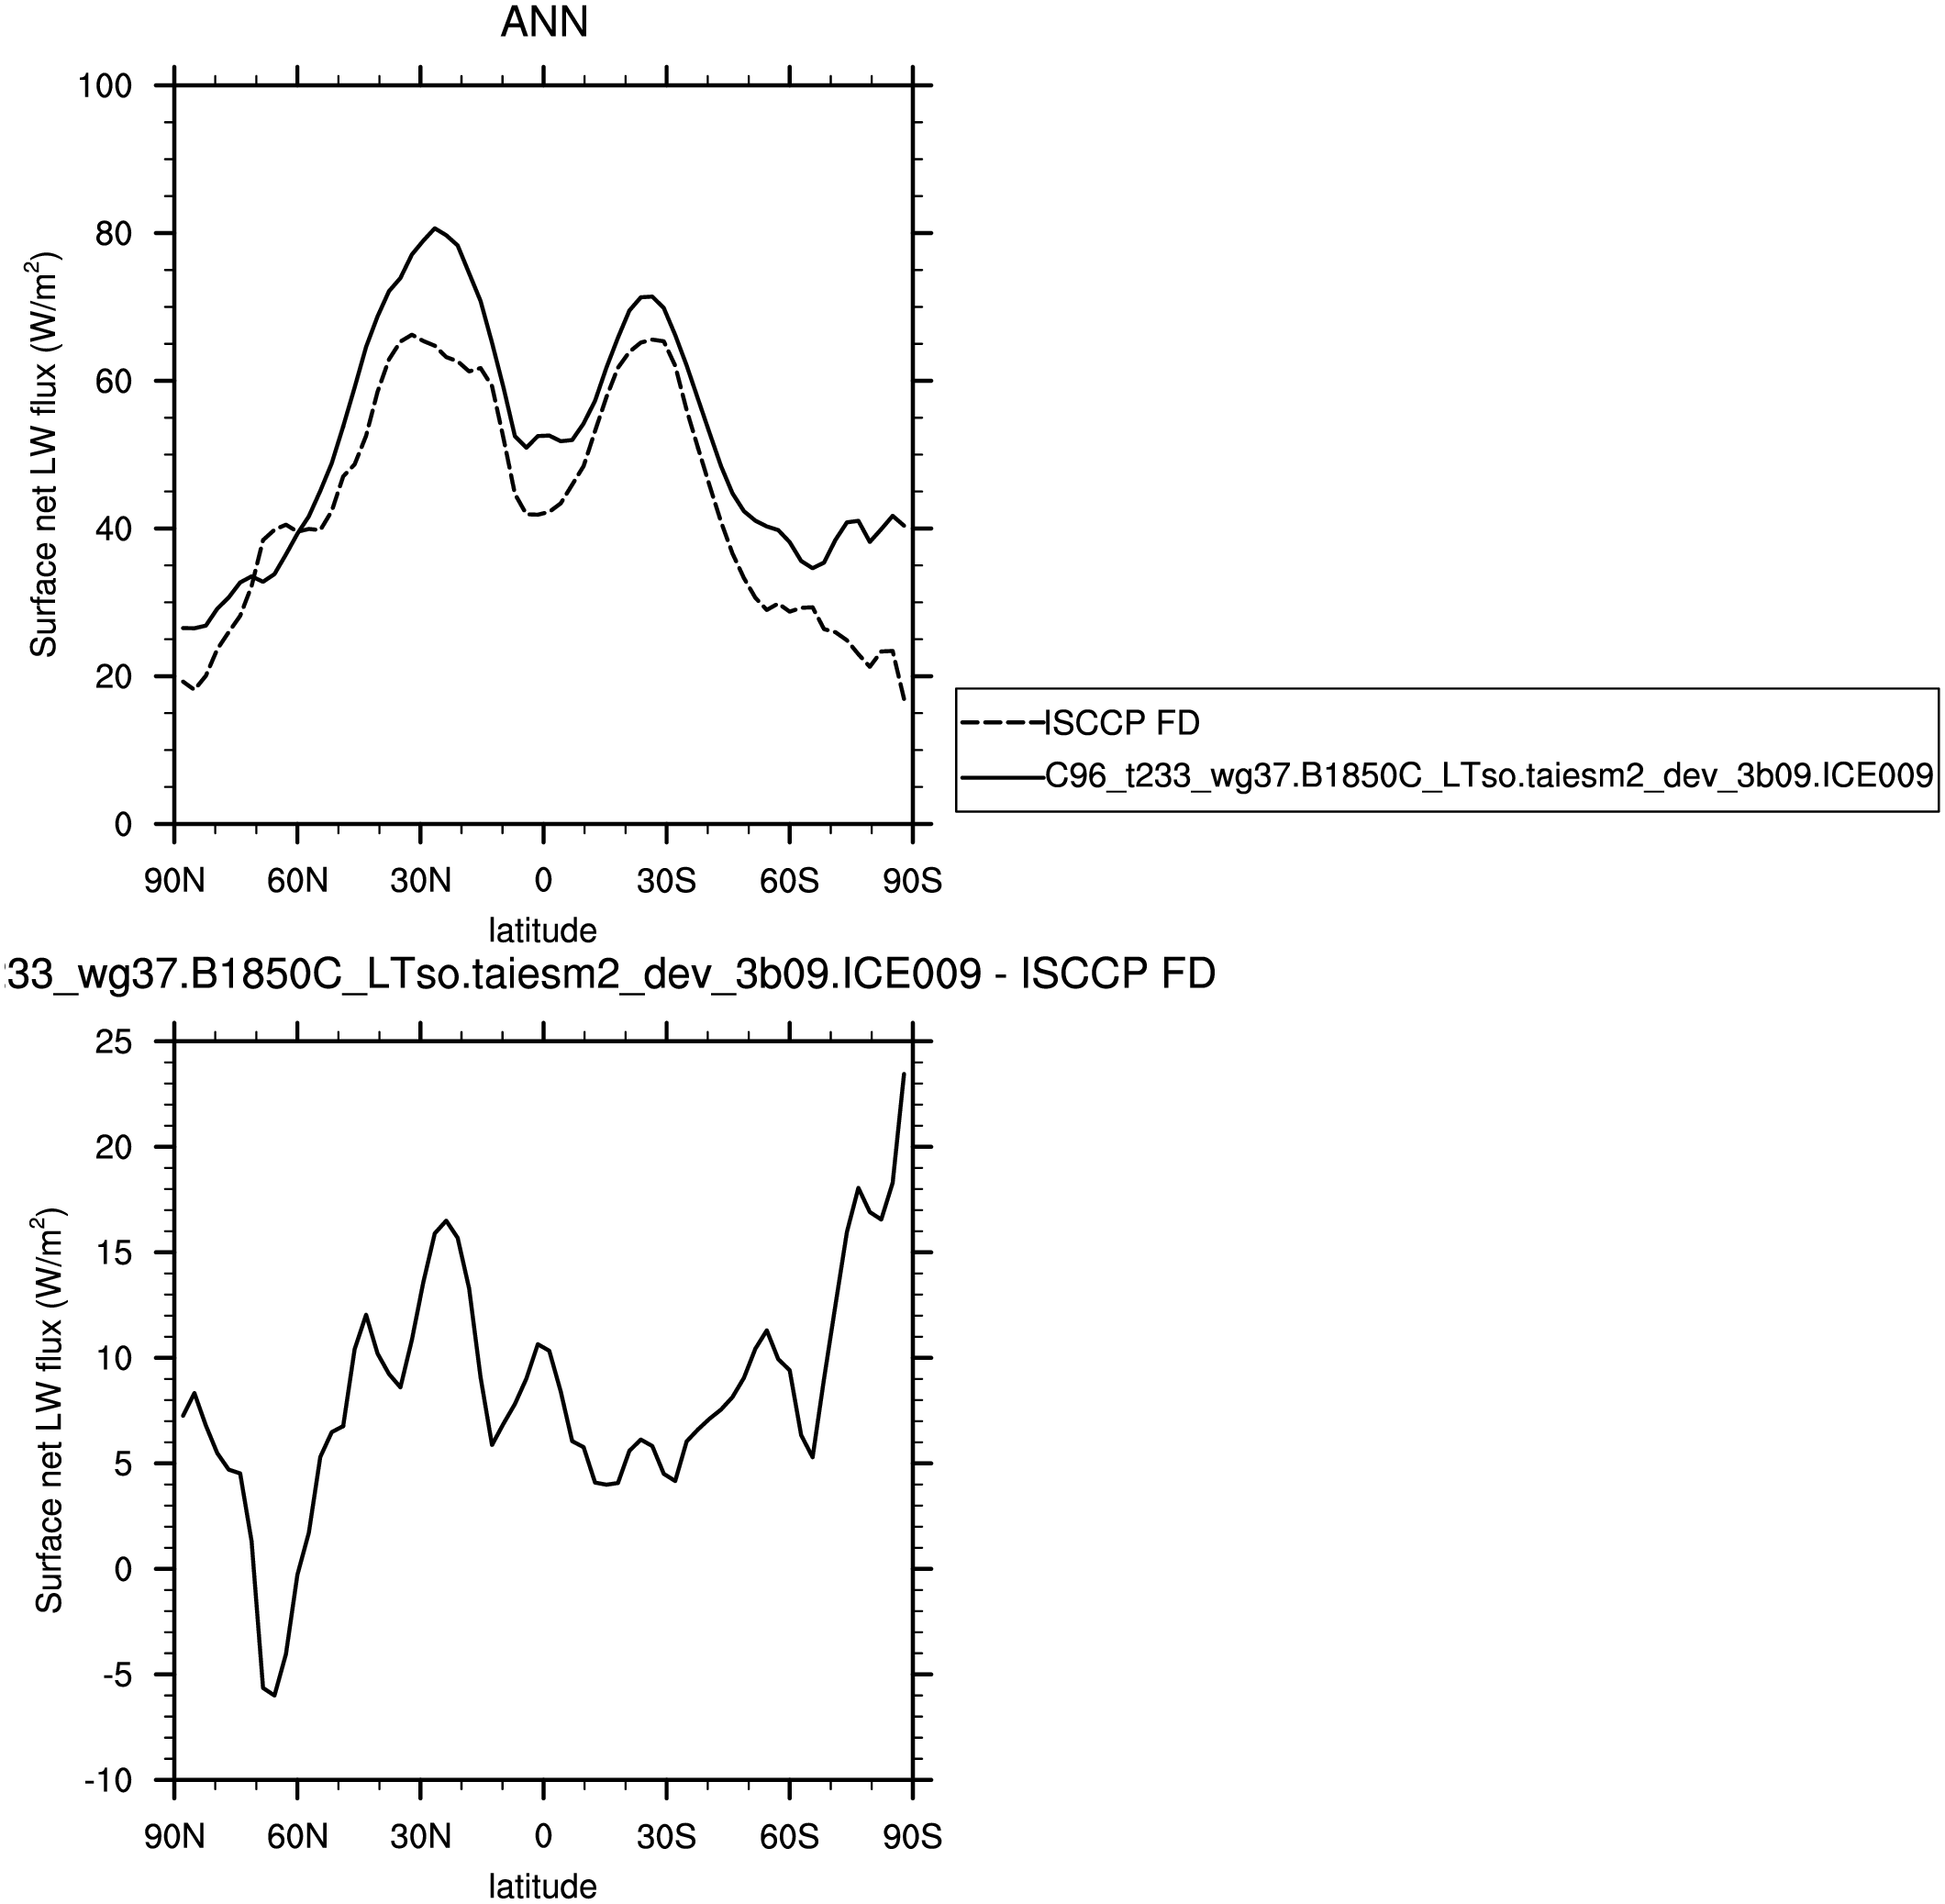 ANN
100
80
60
40
20
0
Surface net LW flux (W/m²)
90N 60N 30N 0 30S 60S 90S
latitude
ISCCP FD
C96_t233_wg37.B1850C_LTso.taiesm2_dev_3b09.ICE009
33_wg37.B1850C_LTso.taiesm2_dev_3b09.ICE009 - ISCCP FD
25
20
15
10
5
0
-5
-10
Surface net LW flux (W/m²)
90N 60N 30N 0 30S 60S 90S
latitude